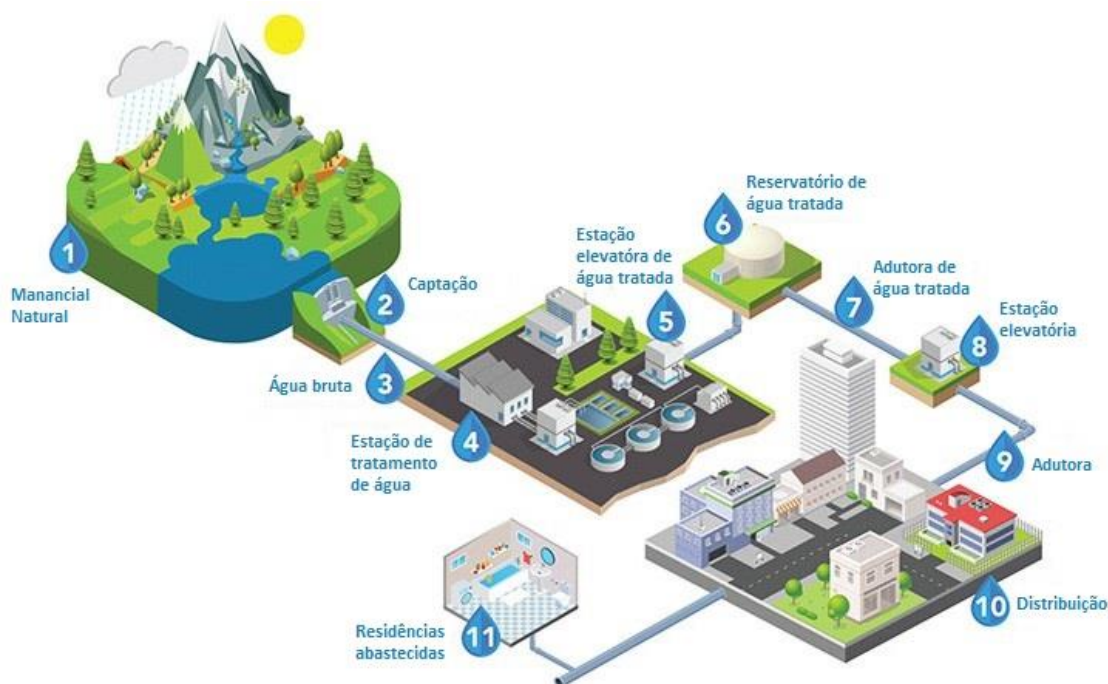 1
Manancial
Natural
2
Captação
3
Água bruta
4
Estação de
tratamento
de água
5
Estação
elevatóra de
água tratada
6
Reservatório de
água tratada
7
Adutora de
água tratada
8
Estação
elevatória
9
Adutora
10
Distribuição
11
Residências
abastecidas